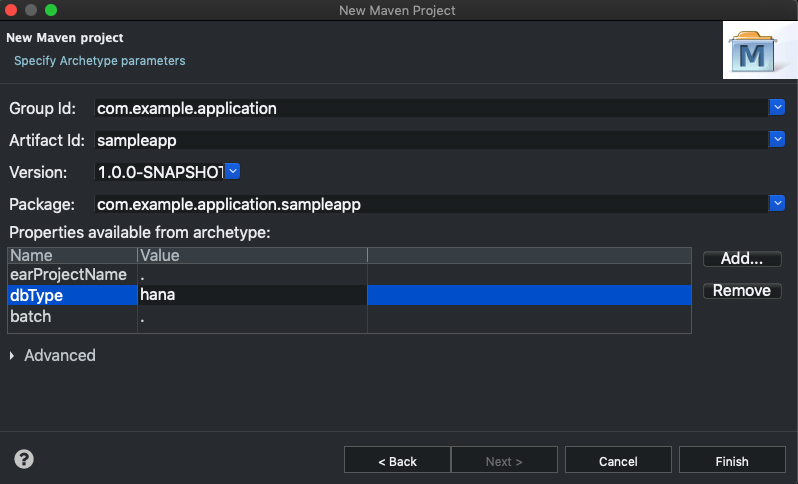 New Maven Project
New Maven project
Specify Archetype parameters
M
Group Id: com.example.application
Artifact Id: sampleapp
Version: 1.0.0-SNAPSHOT
Package: com.example.application.sampleapp
Properties available from archetype:
Name Value
earProjectName .
Add...
dbType hana
Remove
batch .
Advanced
? < Back Next > Cancel Finish